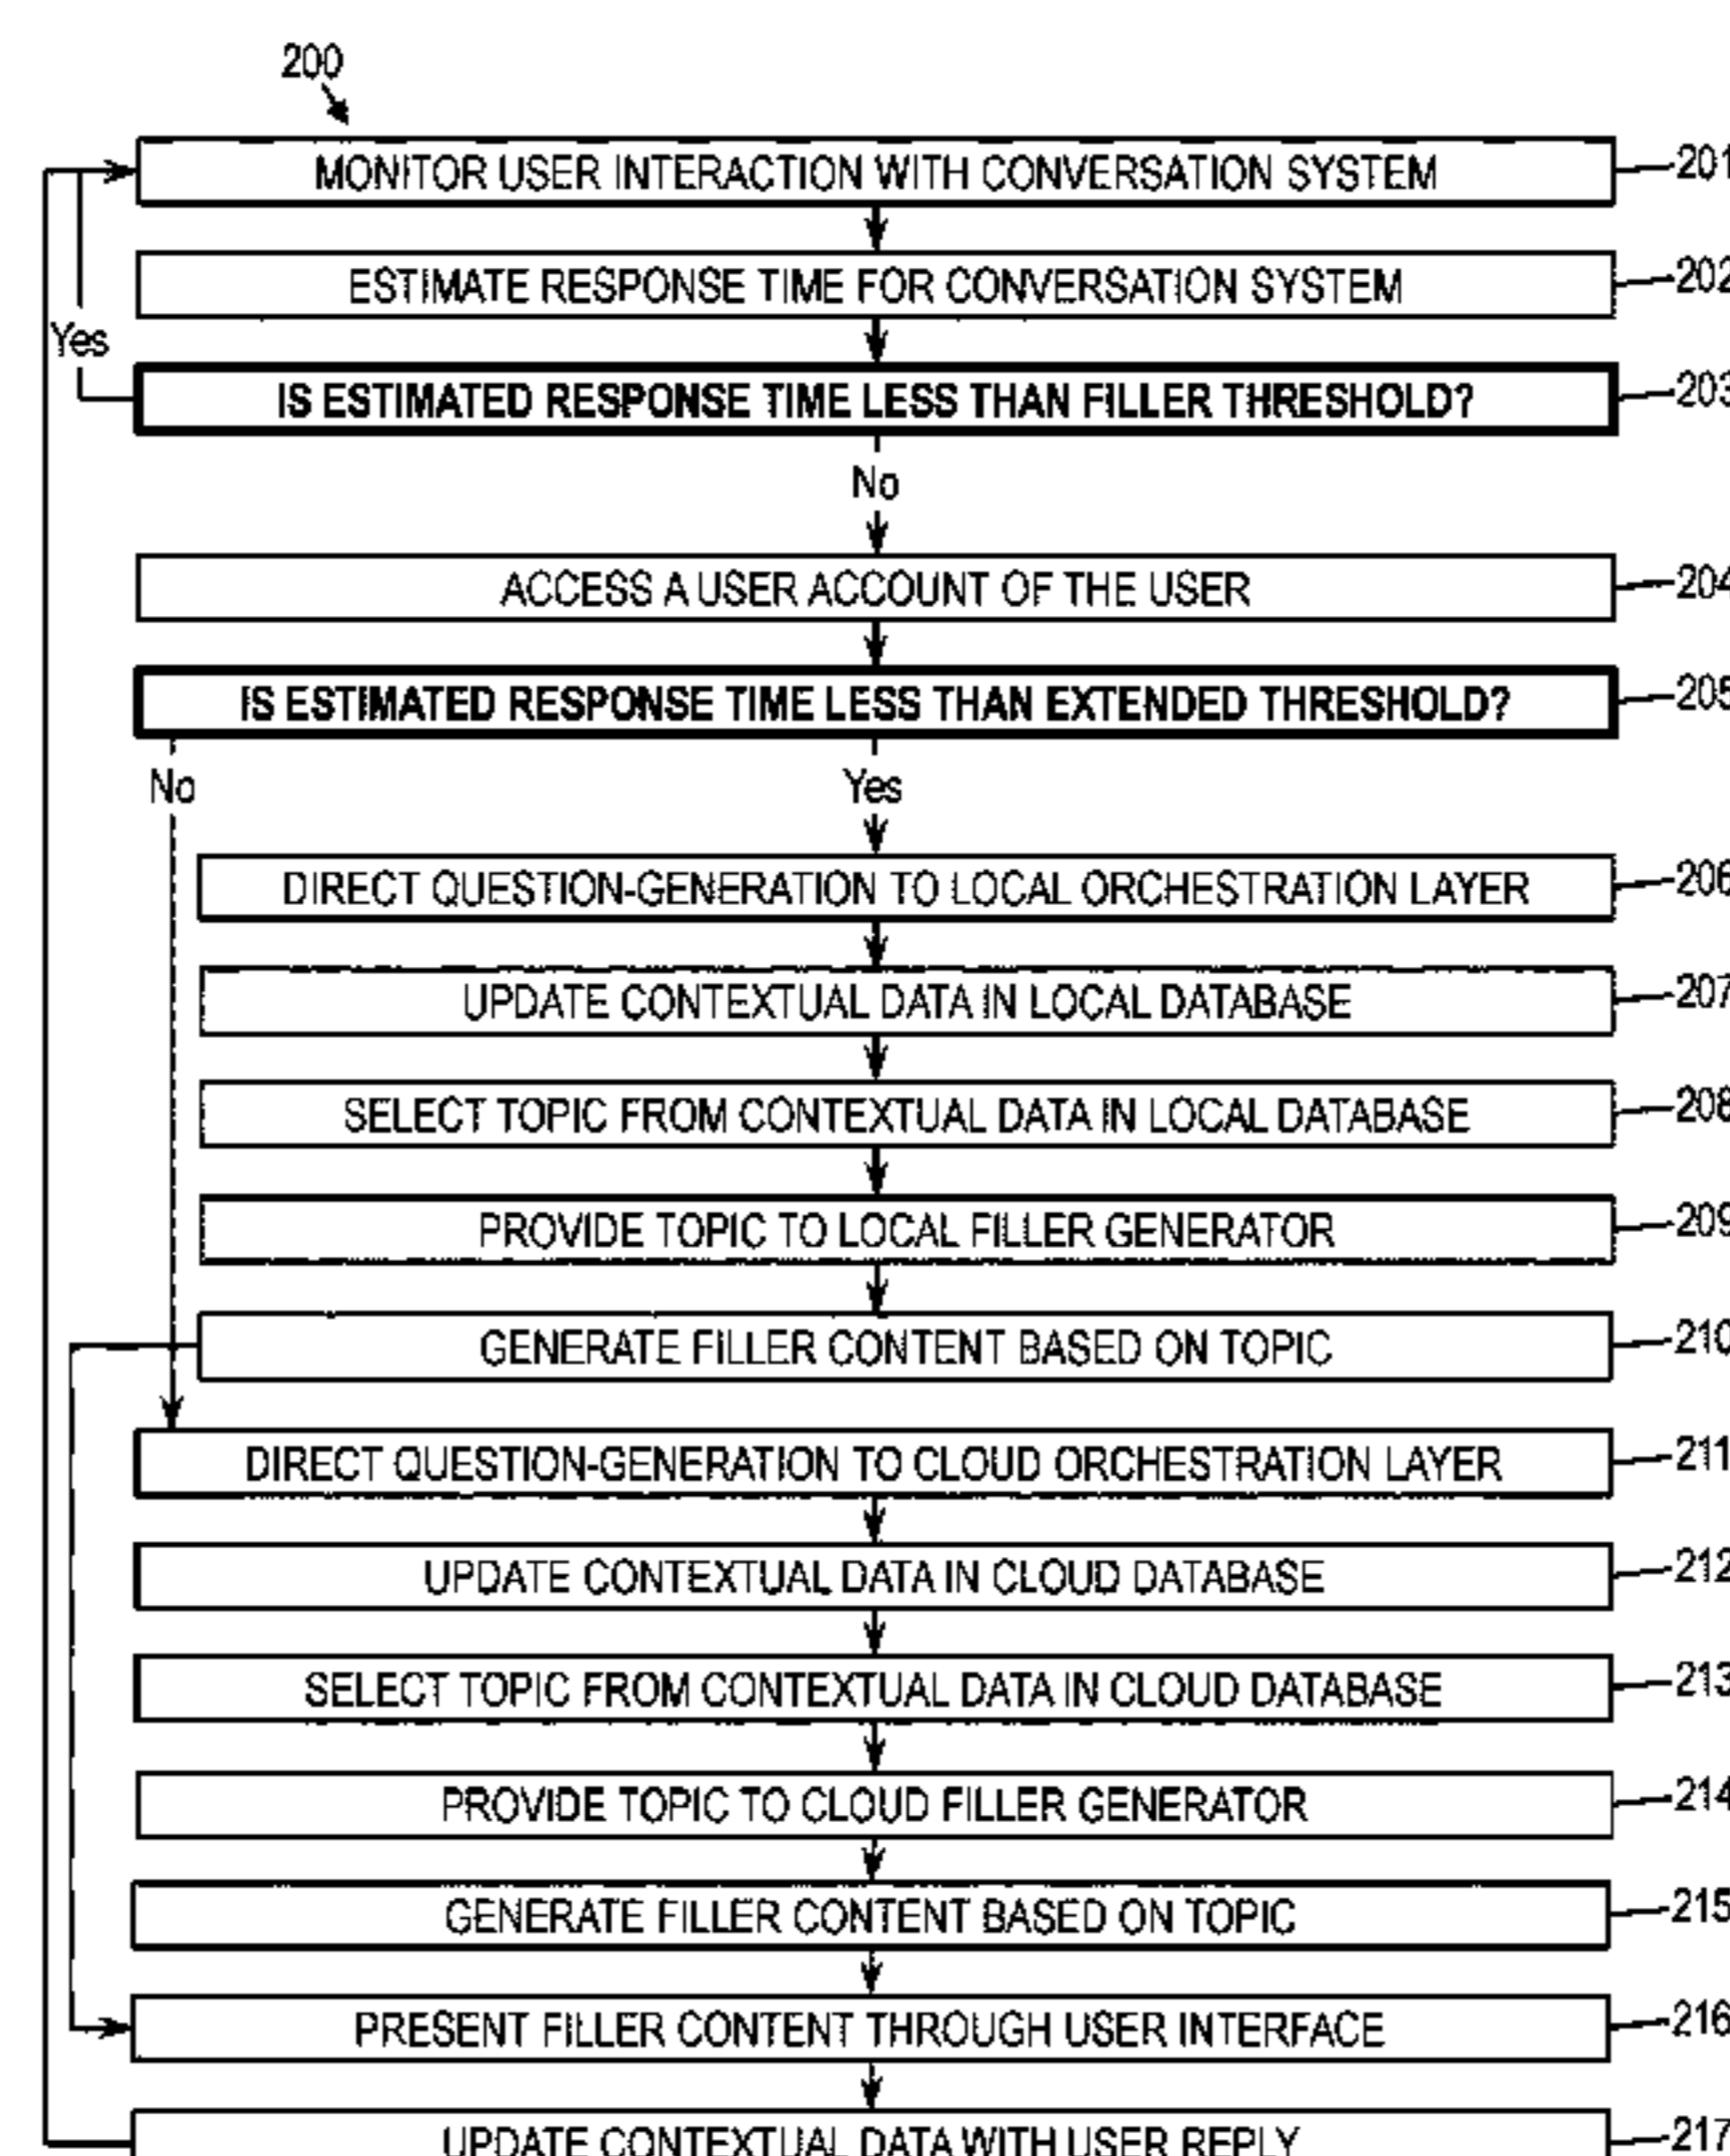 200
MONITOR USER INTERACTION WITH CONVERSATION SYSTEM 201
ESTIMATE RESPONSE TIME FOR CONVERSATION SYSTEM 202
Yes
IS ESTIMATED RESPONSE TIME LESS THAN FILLER THRESHOLD? 203
No
ACCESS A USER ACCOUNT OF THE USER 204
IS ESTIMATED RESPONSE TIME LESS THAN EXTENDED THRESHOLD? 205
No Yes
DIRECT QUESTION-GENERATION TO LOCAL ORCHESTRATION LAYER 206
UPDATE CONTEXTUAL DATA IN LOCAL DATABASE 207
SELECT TOPIC FROM CONTEXTUAL DATA IN LOCAL DATABASE 208
PROVIDE TOPIC TO LOCAL FILLER GENERATOR 209
GENERATE FILLER CONTENT BASED ON TOPIC 210
DIRECT QUESTION-GENERATION TO CLOUD ORCHESTRATION LAYER 211
UPDATE CONTEXTUAL DATA IN CLOUD DATABASE 212
SELECT TOPIC FROM CONTEXTUAL DATA IN CLOUD DATABASE 213
PROVIDE TOPIC TO CLOUD FILLER GENERATOR 214
GENERATE FILLER CONTENT BASED ON TOPIC 215
PRESENT FILLER CONTENT THROUGH USER INTERFACE 216
UPDATE CONTEXTUAL DATA WITH USER REPLY 217